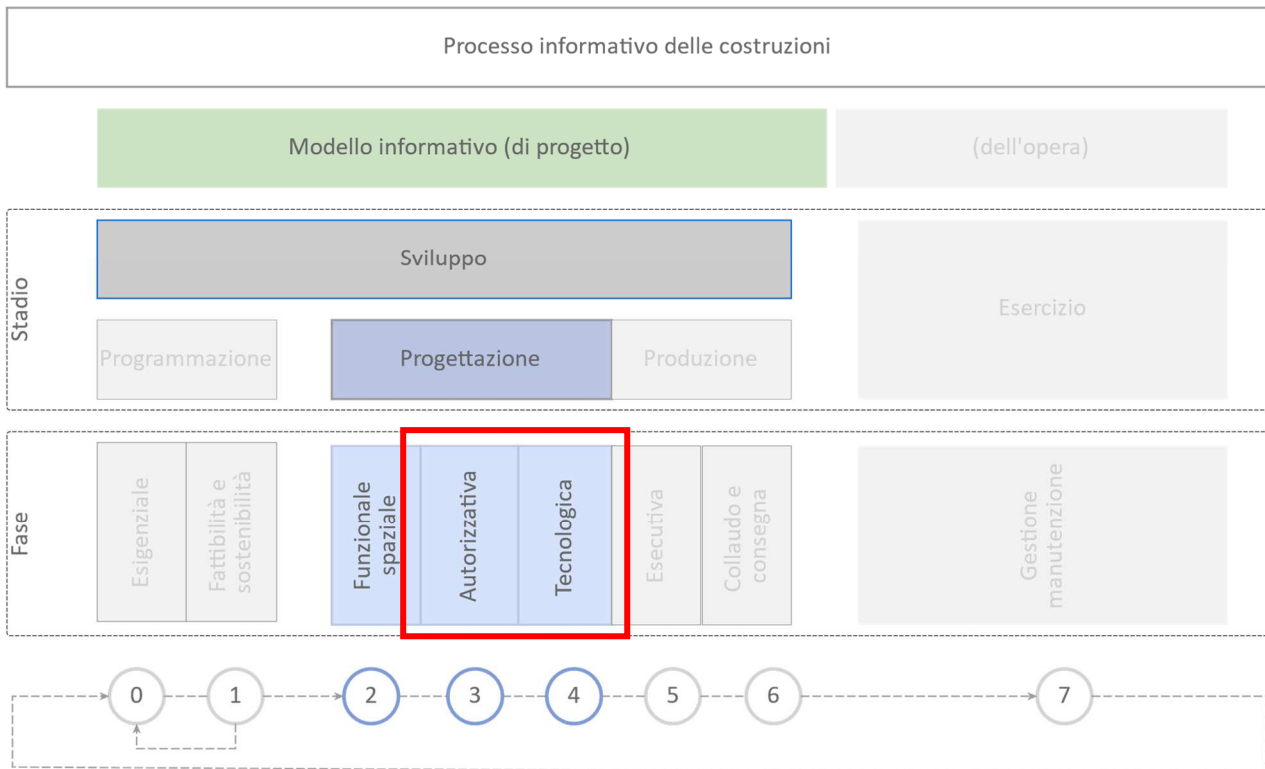 Processo informativo delle costruzioni
Modello informativo (di progetto)
(dell'opera)
Stadio
Sviluppo
Esercizio
Programmazione
Progettazione
Produzione
Fase
Esigenziale
Fattibilità e
sostenibilità
Funzionale
spaziale
Autorizzativa
Tecnologica
Esecutiva
Collaudo e
consegna
Gestione
manutenzione
0
1
2
3
4
5
6
7